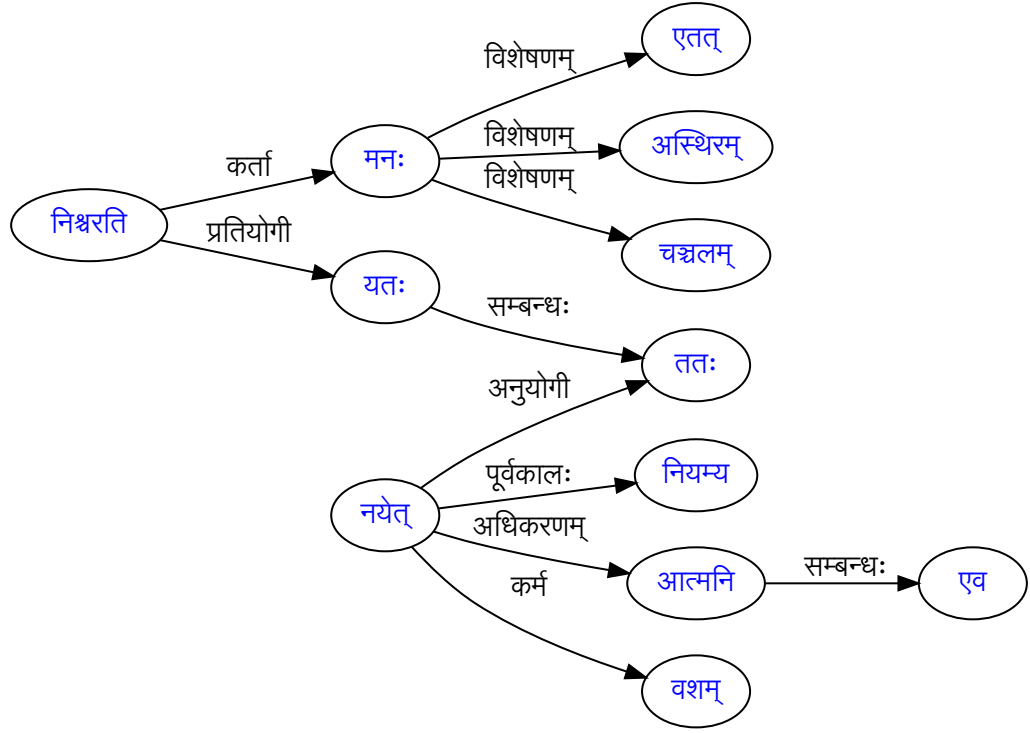 एतत्
विशेषणम्
विशेषणम्
अस्थिरम्
मनः
कर्ता
विशेषणम्
निश्चरति
प्रतियोगी
चञ्चलम्
यतः
सम्बन्धः
ततः
अनुयोगी
पूर्वकालः
नियम्य
नयेत्
अधिकरणम्
सम्बन्धः
आत्मनि
एव
कर्म
वशम्